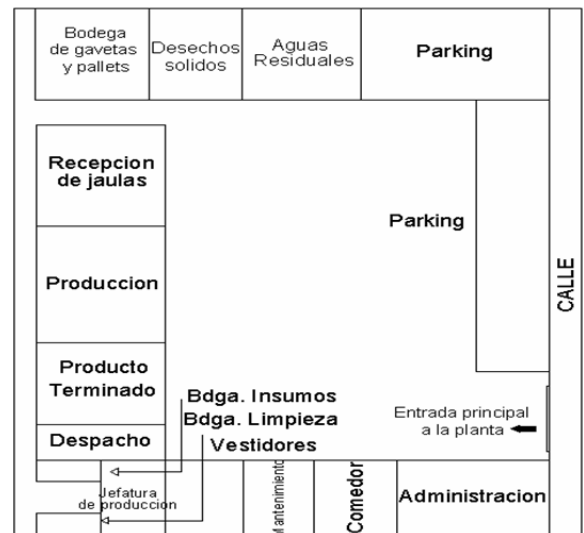 Bodega
de gavetas
y pallets
Desechos
solidos
Aguas
Residuales
Parking
Recepcion
de jaulas
Parking
Produccion
CALLE
Producto
Terminado
Bdga. Insumos
Bdga. Limpieza
Vestidores
Entrada principal
a la planta
Despacho
Jefatura
de produccion
Mantenimiento
Comedor
Administracion